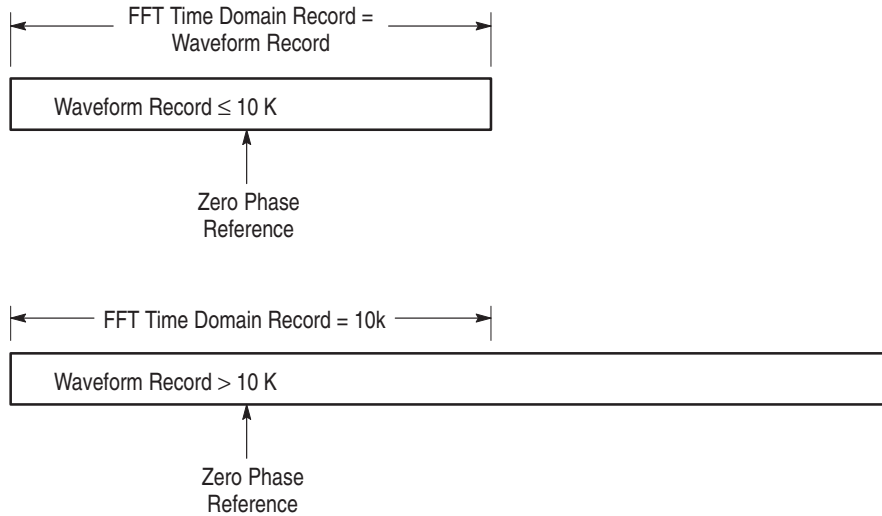 FFT Time Domain Record =
Waveform Record
Waveform Record ≤ 10 K
Zero Phase
Reference
FFT Time Domain Record = 10k
Waveform Record > 10 K
Zero Phase
Reference